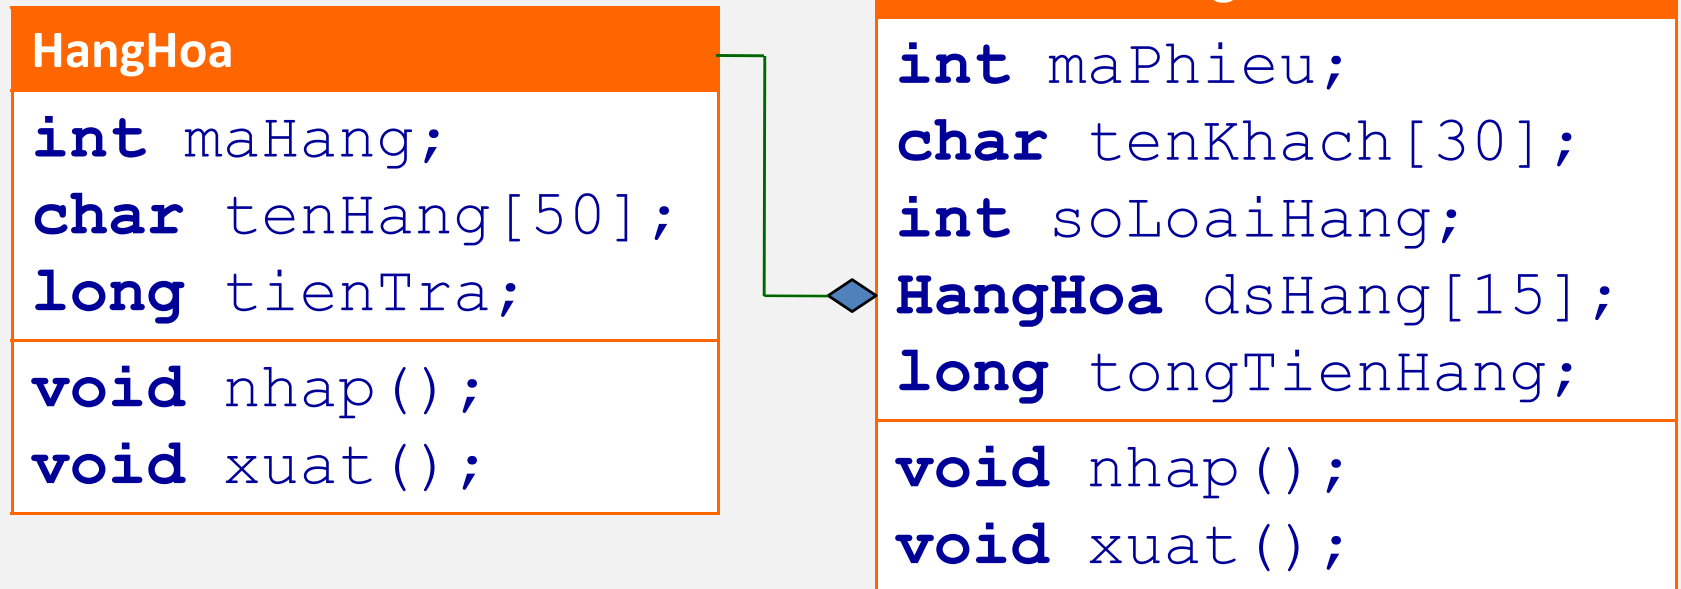 HangHoa
int maHang;
char tenHang[50];
long tienTra;
void nhap();
void xuat();
int maPhieu;
char tenKhach[30];
int soLoaiHang;
HangHoa dsHang[15];
long tongTienHang;
void nhap();
void xuat();